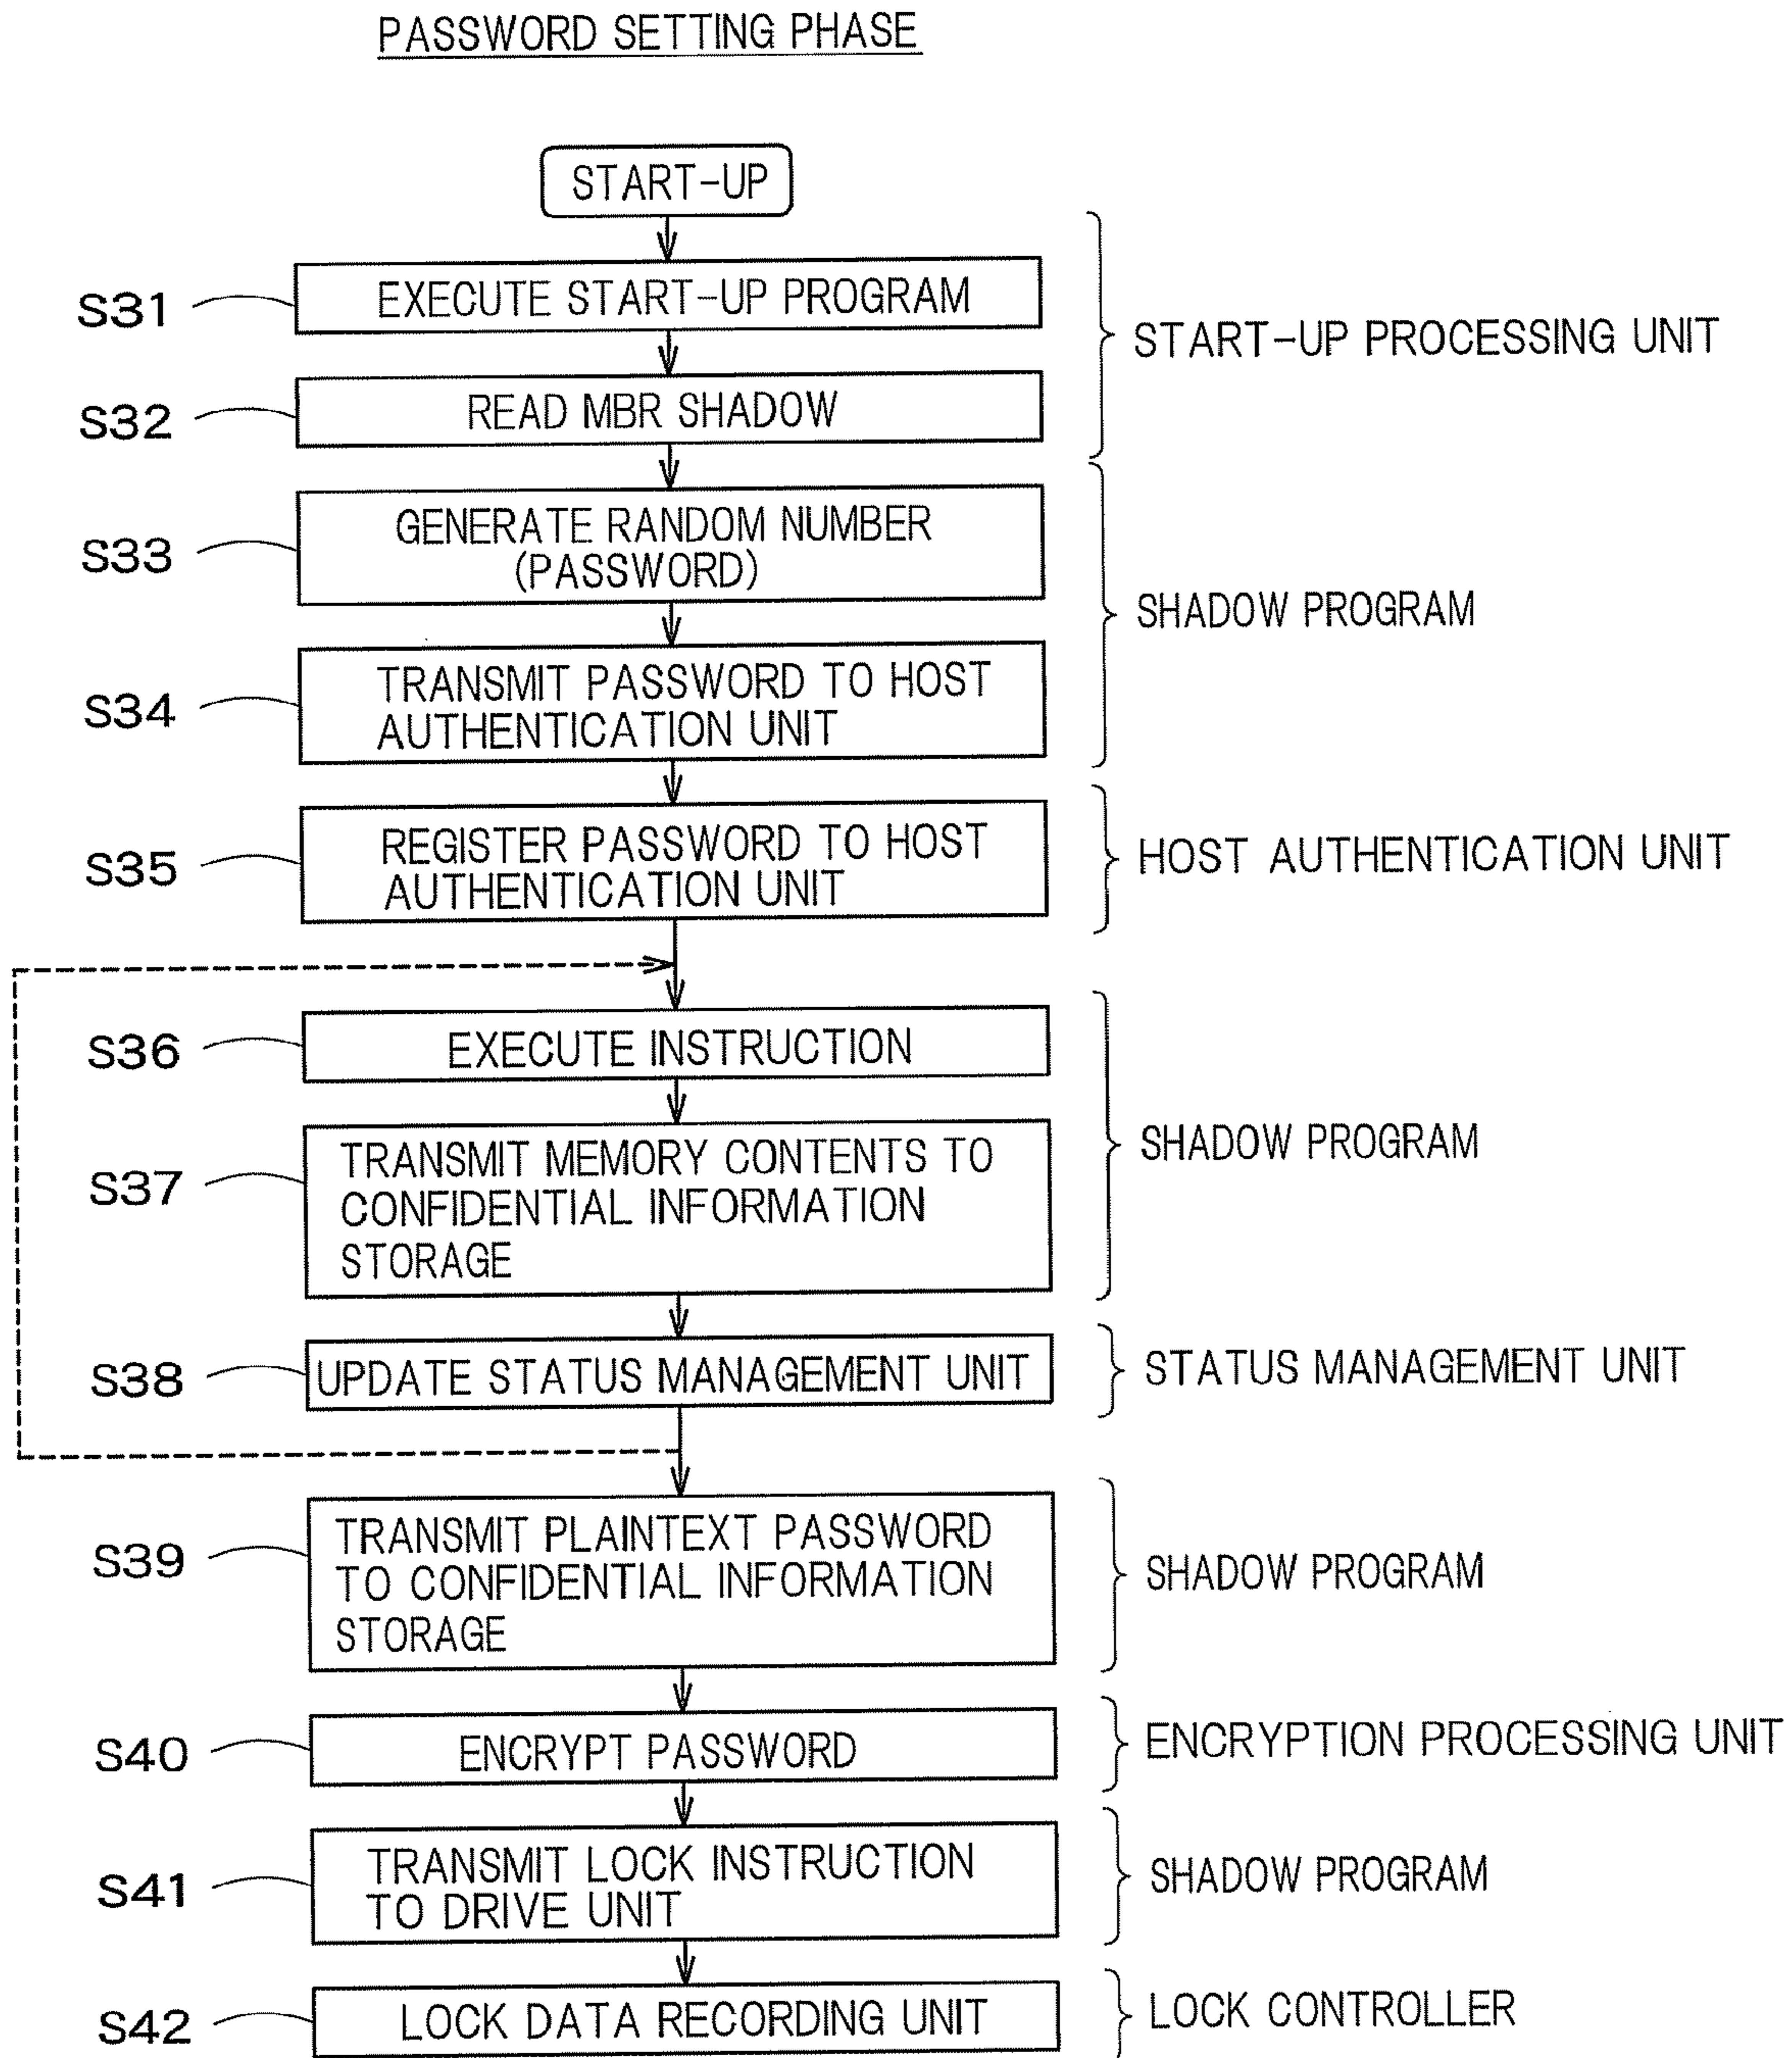 PASSWORD SETTING PHASE
START-UP
S31
EXECUTE START-UP PROGRAM
START-UP PROCESSING UNIT
S32
READ MBR SHADOW
S33
GENERATE RANDOM NUMBER
(PASSWORD)
SHADOW PROGRAM
S34
TRANSMIT PASSWORD TO HOST
AUTHENTICATION UNIT
S35
REGISTER PASSWORD TO HOST
AUTHENTICATION UNIT
HOST AUTHENTICATION UNIT
S36
EXECUTE INSTRUCTION
SHADOW PROGRAM
S37
TRANSMIT MEMORY CONTENTS TO
CONFIDENTIAL INFORMATION
STORAGE
S38
UPDATE STATUS MANAGEMENT UNIT
STATUS MANAGEMENT UNIT
S39
TRANSMIT PLAINTEXT PASSWORD
TO CONFIDENTIAL INFORMATION
STORAGE
SHADOW PROGRAM
S40
ENCRYPT PASSWORD
ENCRYPTION PROCESSING UNIT
S41
TRANSMIT LOCK INSTRUCTION
TO DRIVE UNIT
SHADOW PROGRAM
S42
LOCK DATA RECORDING UNIT
LOCK CONTROLLER